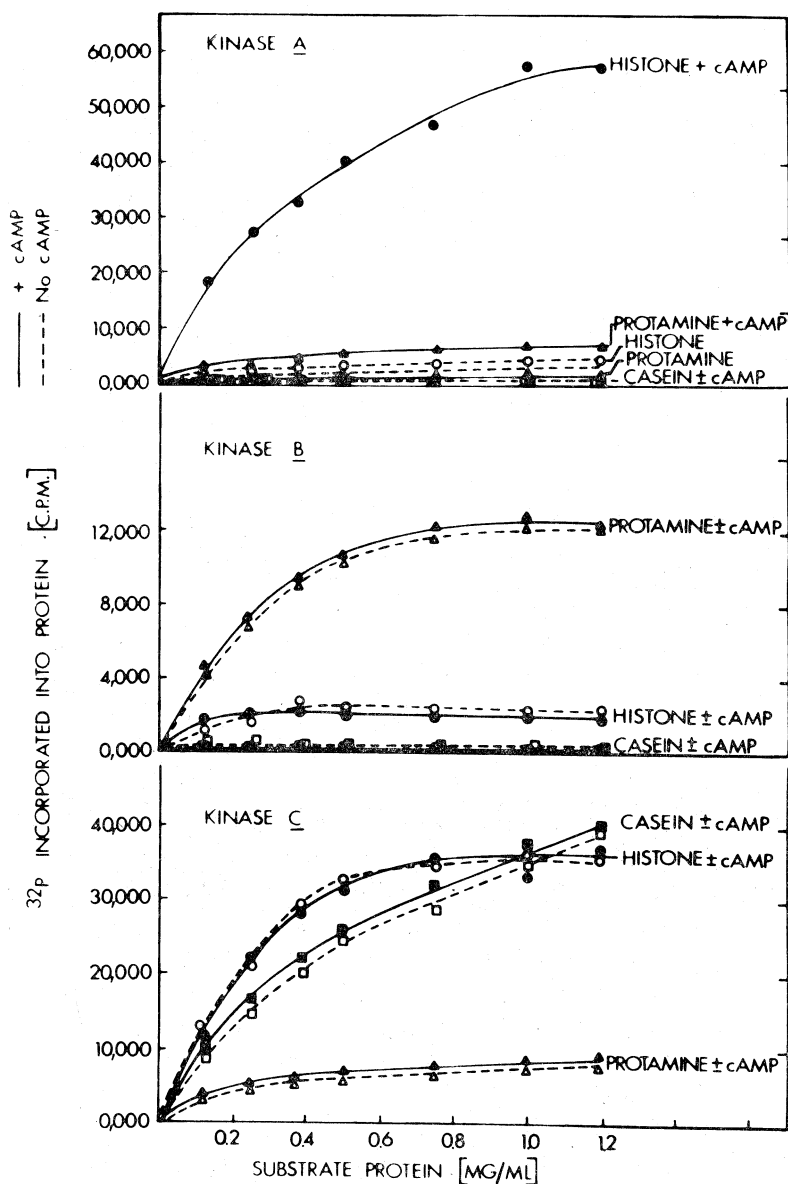 KINASE A
60,000
50,000
40,000
30,000
20,000
10,000
0,000
HISTONE + cAMP
PROTAMINE+cAMP
HISTONE
PROTAMINE
CASEIN ± cAMP
+ cAMP
No cAMP
32P INCORPORATED INTO PROTEIN · [C.P.M.]
KINASE B
12,000
8,000
4,000
0,000
PROTAMINE±cAMP
HISTONE±cAMP
CASEIN±cAMP
KINASE C
40,000
30,000
20,000
10,000
0,000
CASEIN ±cAMP
HISTONE±cAMP
PROTAMINE±cAMP
0.2 0.4 0.6 0.8 1.0 1.2
SUBSTRATE PROTEIN · [MG/ML]